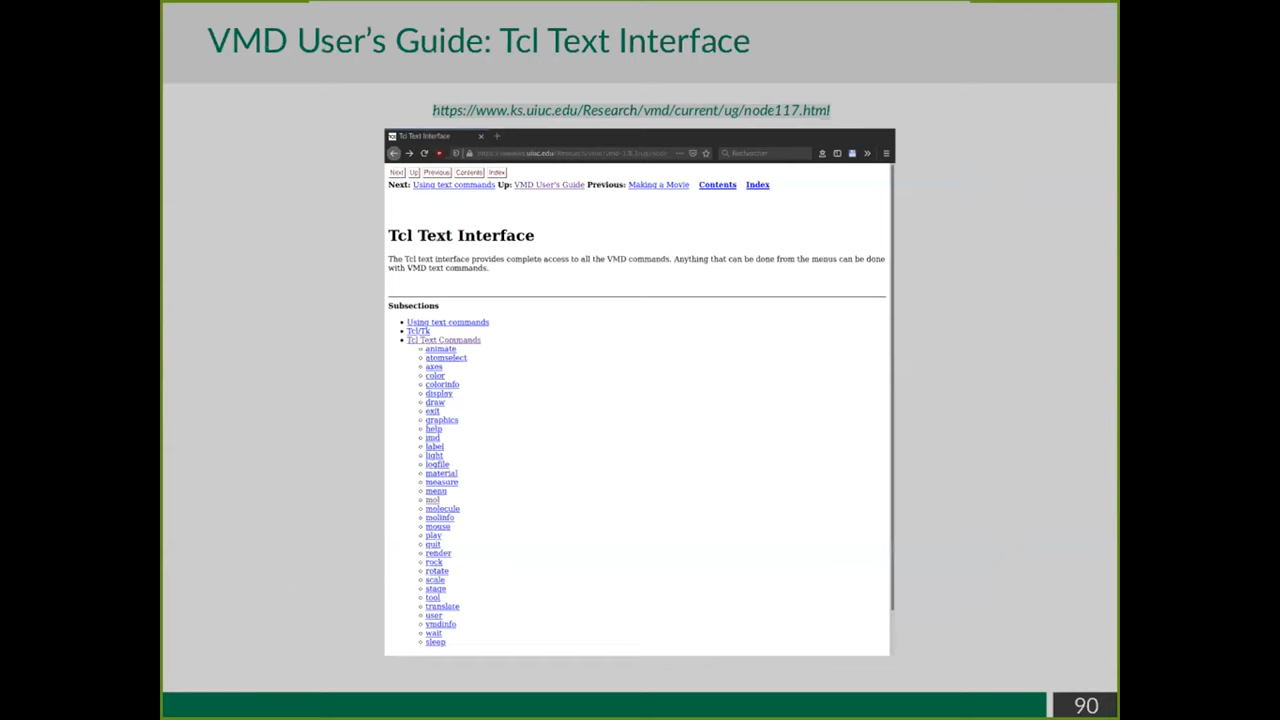 VMD User's Guide: Tcl Text Interface
https://www.ks.uiuc.edu/Research/vmd/current/ug/node117.html
Tcl Text Interface
Rechercher
Next Up Previous Contents Index
Next: Using text commands Up: VMD User's Guide Previous: Making a Movie Contents Index
Tcl Text Interface
The Tcl text interface provides complete access to all the VMD commands. Anything that can be done from the menus can be done
with VMD text commands.
Subsections
Using text commands
Tcl/Tk
Tcl Text Commands
animate
atomselect
axes
color
colorinfo
display
draw
exit
graphics
help
imd
label
light
logfile
material
measure
menu
mol
molecule
molinfo
mouse
play
quit
render
rock
rotate
scale
stage
tool
translate
user
vmdinfo
wait
sleep
90